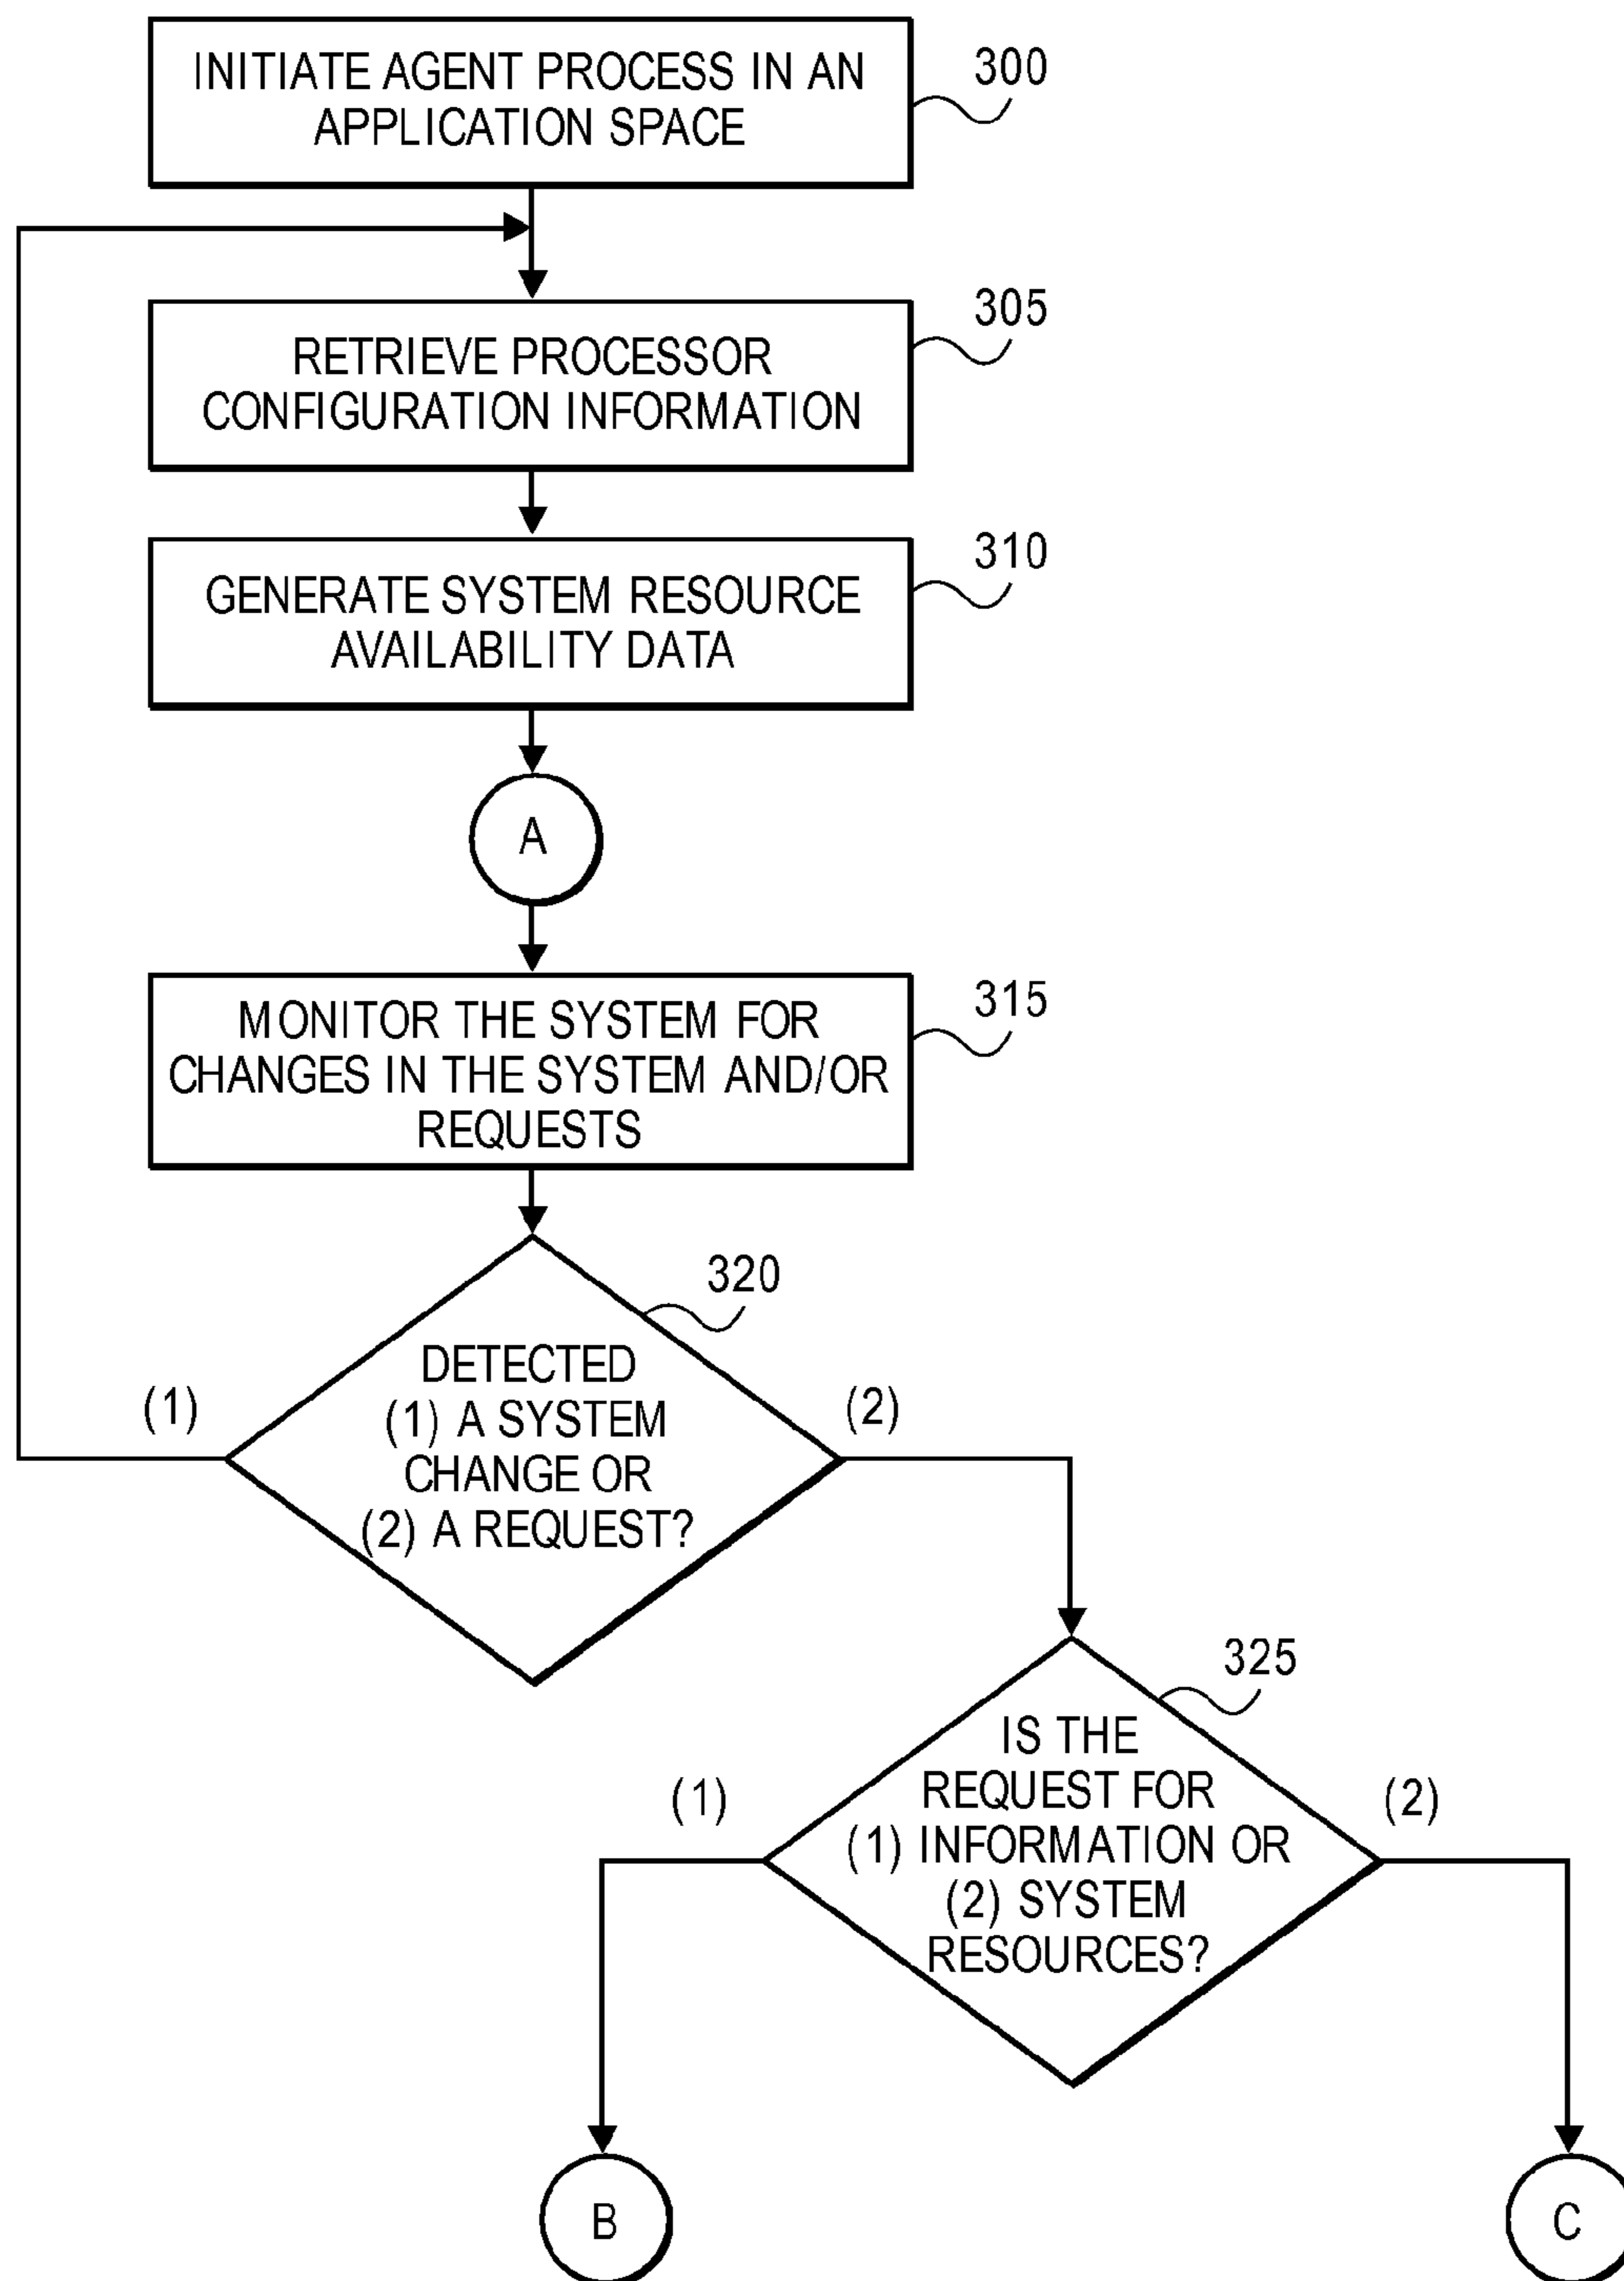 INITIATE AGENT PROCESS IN AN
APPLICATION SPACE
300
RETRIEVE PROCESSOR
CONFIGURATION INFORMATION
305
GENERATE SYSTEM RESOURCE
AVAILABILITY DATA
310
A
MONITOR THE SYSTEM FOR
CHANGES IN THE SYSTEM AND/OR
REQUESTS
315
320
DETECTED
(1) A SYSTEM
CHANGE OR
(2) A REQUEST?
(1)
(2)
325
IS THE
REQUEST FOR
(1) INFORMATION OR
(2) SYSTEM
RESOURCES?
(1)
(2)
B
C